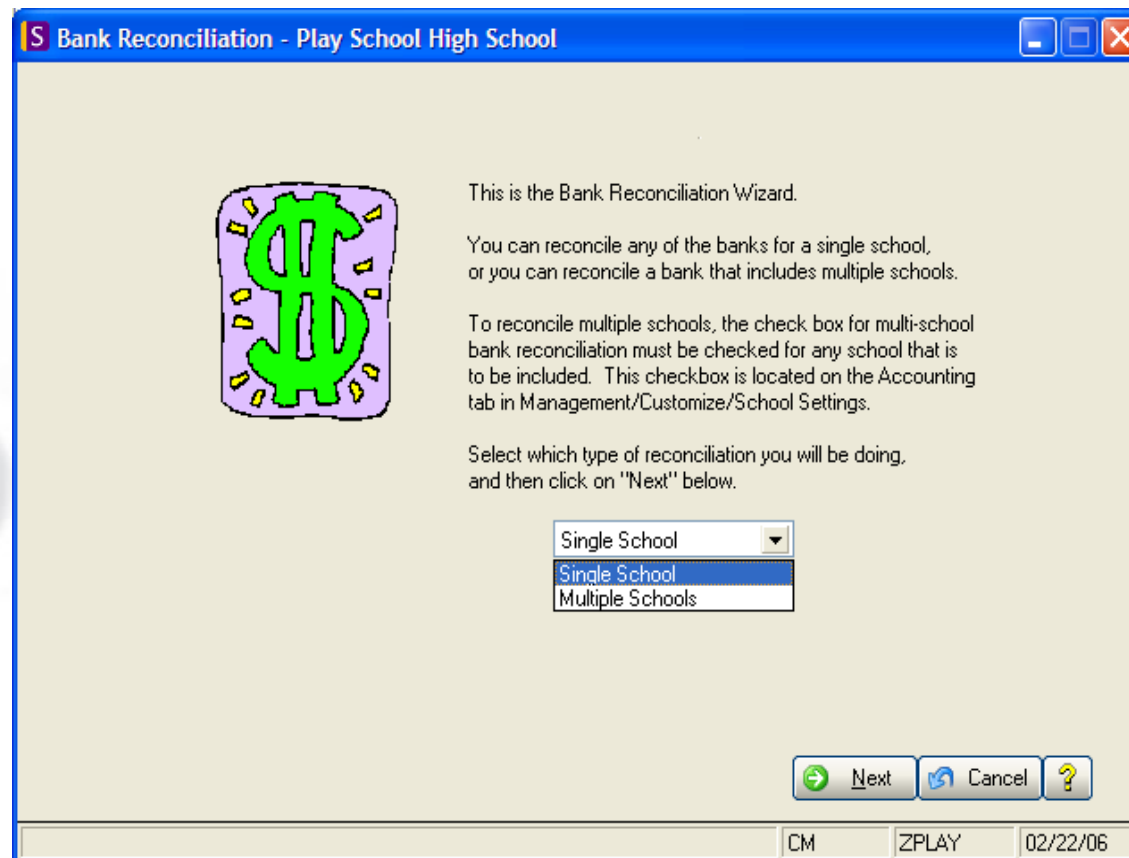 S Bank Reconciliation - Play School High School
This is the Bank Reconciliation Wizard.
You can reconcile any of the banks for a single school,
or you can reconcile a bank that includes multiple schools.
To reconcile multiple schools, the check box for multi-school
bank reconciliation must be checked for any school that is
to be included. This checkbox is located on the Accounting
tab in Management/Customize/School Settings.
Select which type of reconciliation you will be doing,
and then click on "Next" below.
Single School
Single School
Multiple Schools
Next Cancel ?
CM ZPLAY 02/22/06